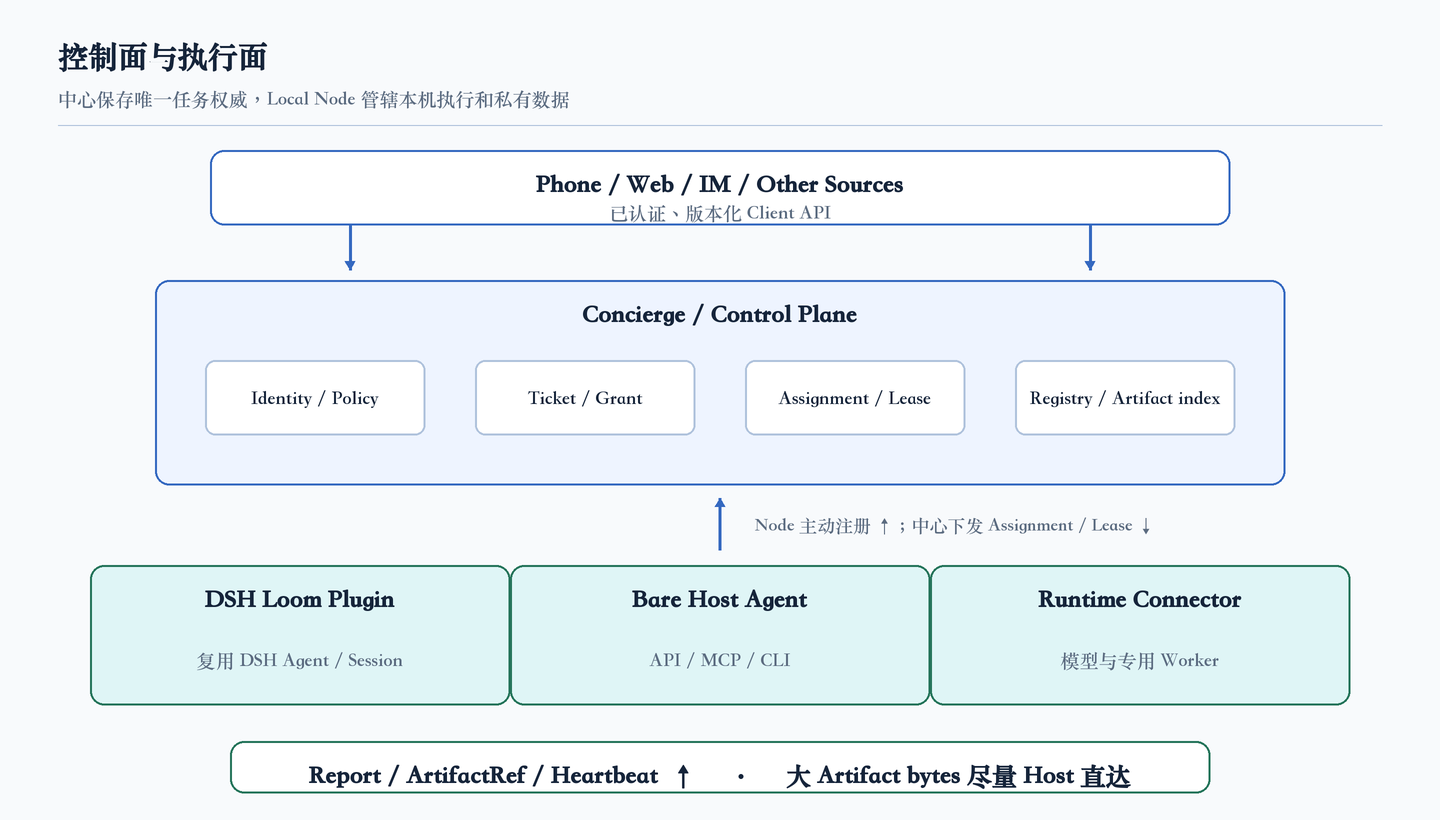 控制面与执行面
中心保存唯一任务权威，Local Node 管辖本机执行和私有数据
Phone / Web / IM / Other Sources
已认证、版本化 Client API
Concierge / Control Plane
Identity / Policy
Ticket / Grant
Assignment / Lease
Registry / Artifact index
Node 主动注册 ↑；中心下发 Assignment / Lease ↓
DSH Loom Plugin
Bare Host Agent
Runtime Connector
复用 DSH Agent / Session
API / MCP / CLI
模型与专用 Worker
Report / ArtifactRef / Heartbeat ↑ · 大 Artifact bytes 尽量 Host 直达